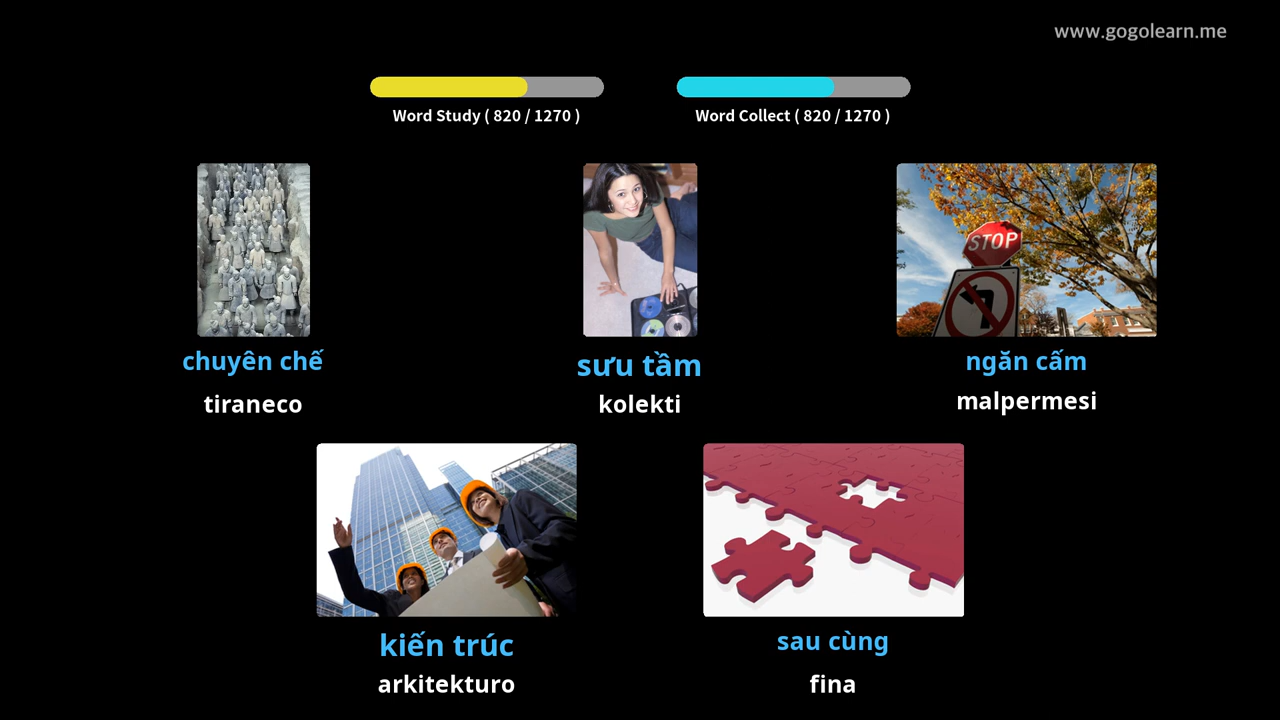 www.gogolearn.me
Word Study ( 820 / 1270 )
Word Collect ( 820 / 1270 )
STOP
chuyên chế
tiraneco
sưu tầm
kolekti
ngăn cấm
malpermesi
kiến trúc
arkitekturo
sau cùng
fina